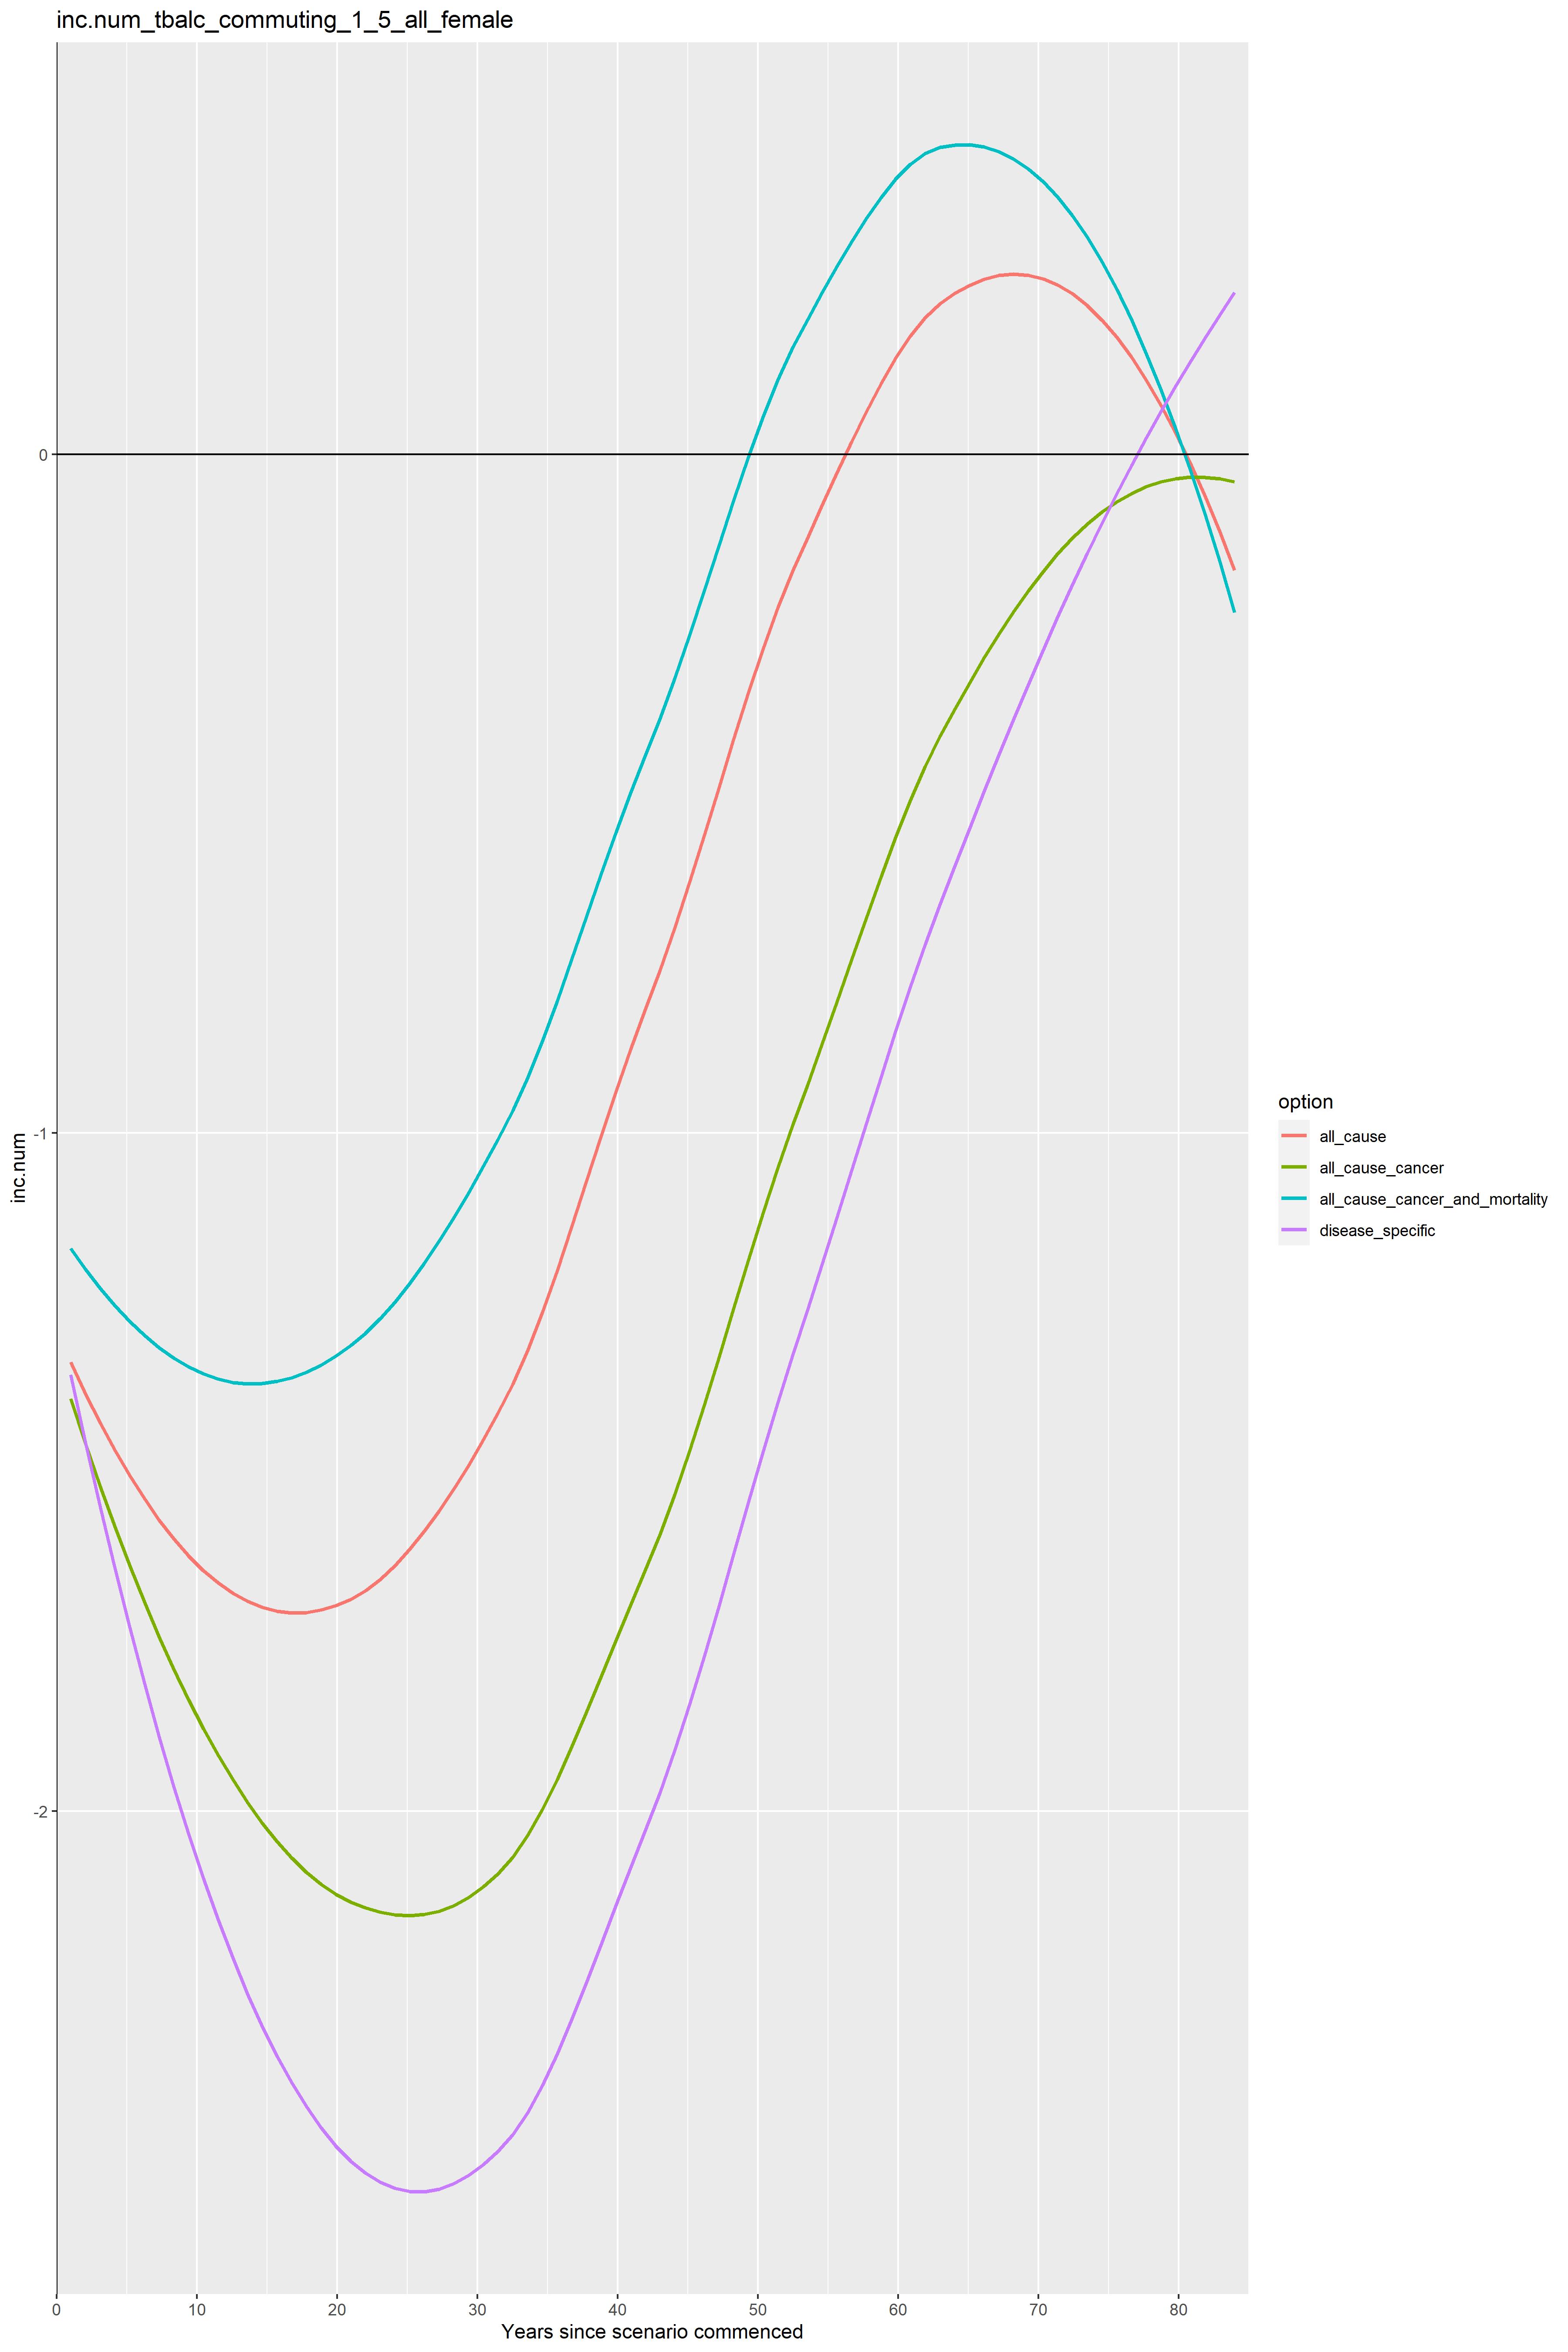 inc.num_tbalc_commuting_1_5_all_female
0
-1
-2
inc.num
0 10 20 30 40 50 60 70 80
Years since scenario commenced
option
all_cause
all_cause_cancer
all_cause_cancer_and_mortality
disease_specific